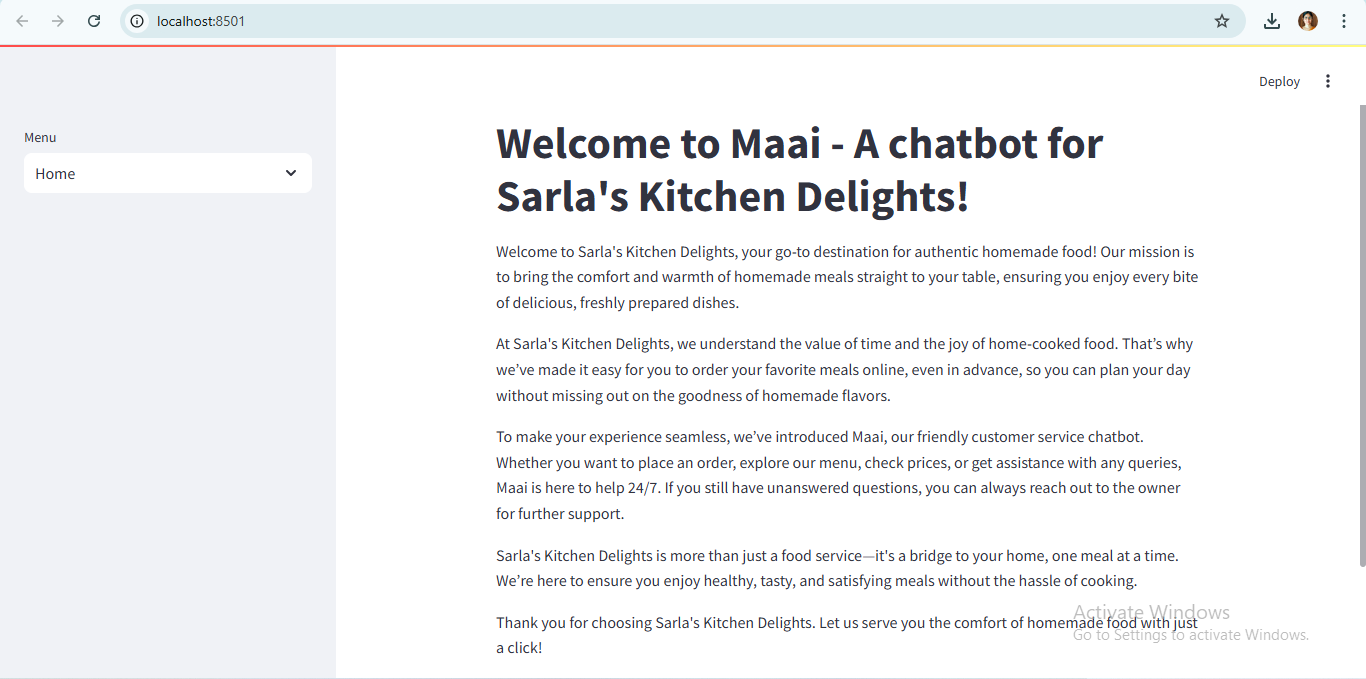 localhost:8501
Deploy
Menu
Home
Welcome to Maai - A chatbot for
Sarla's Kitchen Delights!
Welcome to Sarla's Kitchen Delights, your go-to destination for authentic homemade food! Our mission is
to bring the comfort and warmth of homemade meals straight to your table, ensuring you enjoy every bite
of delicious, freshly prepared dishes.
At Sarla's Kitchen Delights, we understand the value of time and the joy of home-cooked food. That’s why
we’ve made it easy for you to order your favorite meals online, even in advance, so you can plan your day
without missing out on the goodness of homemade flavors.
To make your experience seamless, we’ve introduced Maai, our friendly customer service chatbot.
Whether you want to place an order, explore our menu, check prices, or get assistance with any queries,
Maai is here to help 24/7. If you still have unanswered questions, you can always reach out to the owner
for further support.
Sarla's Kitchen Delights is more than just a food service—it's a bridge to your home, one meal at a time.
We’re here to ensure you enjoy healthy, tasty, and satisfying meals without the hassle of cooking.
Thank you for choosing Sarla's Kitchen Delights. Let us serve you the comfort of homemade food with just
a click!
Activate Windows
Go to Settings to activate Windows.